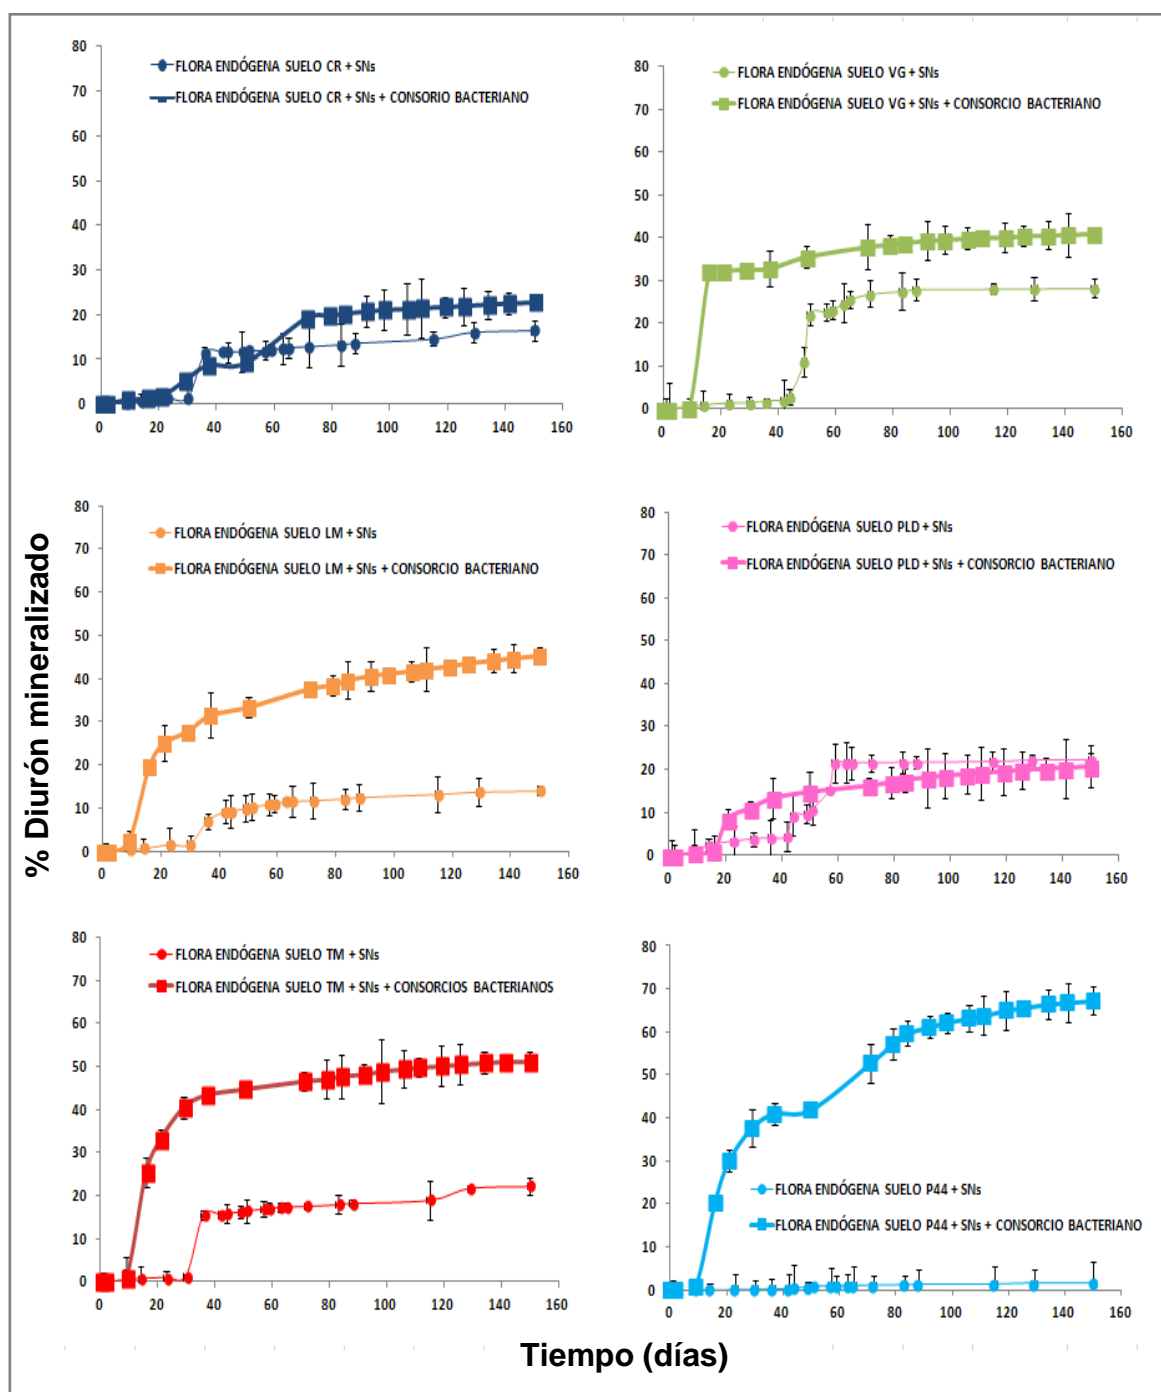 FLORA ENDÓGENA SUELO CR + SNs
FLORA ENDÓGENA SUELO CR + SNs + CONSORIO BACTERIANO
80
70
60
50
40
30
20
10
0
0 20 40 60 80 100 120 140 160
FLORA ENDÓGENA SUELO VG + SNs
FLORA ENDÓGENA SUELO VG + SNs + CONSORCIO BACTERIANO
80
70
60
50
40
30
20
10
0
0 20 40 60 80 100 120 140 160
% Diurón mineralizado
FLORA ENDÓGENA SUELO LM + SNs
FLORA ENDÓGENA SUELO LM + SNs + CONSORCIO BACTERIANO
80
70
60
50
40
30
20
10
0
0 20 40 60 80 100 120 140 160
FLORA ENDÓGENA SUELO PLD + SNs
FLORA ENDÓGENA SUELO PLD + SNs + CONSORCIO BACTERIANO
80
70
60
50
40
30
20
10
0
0 20 40 60 80 100 120 140 160
FLORA ENDÓGENA SUELO TM + SNs
FLORA ENDÓGENA SUELO TM + SNs + CONSORCIOS BACTERIANOS
80
70
60
50
40
30
20
10
0
0 20 40 60 80 100 120 140 160
FLORA ENDÓGENA SUELO P44 + SNs
FLORA ENDÓGENA SUELO P44 + SNs + CONSORCIO BACTERIANO
80
70
60
50
40
30
20
10
0
0 20 40 60 80 100 120 140 160
Tiempo (días)